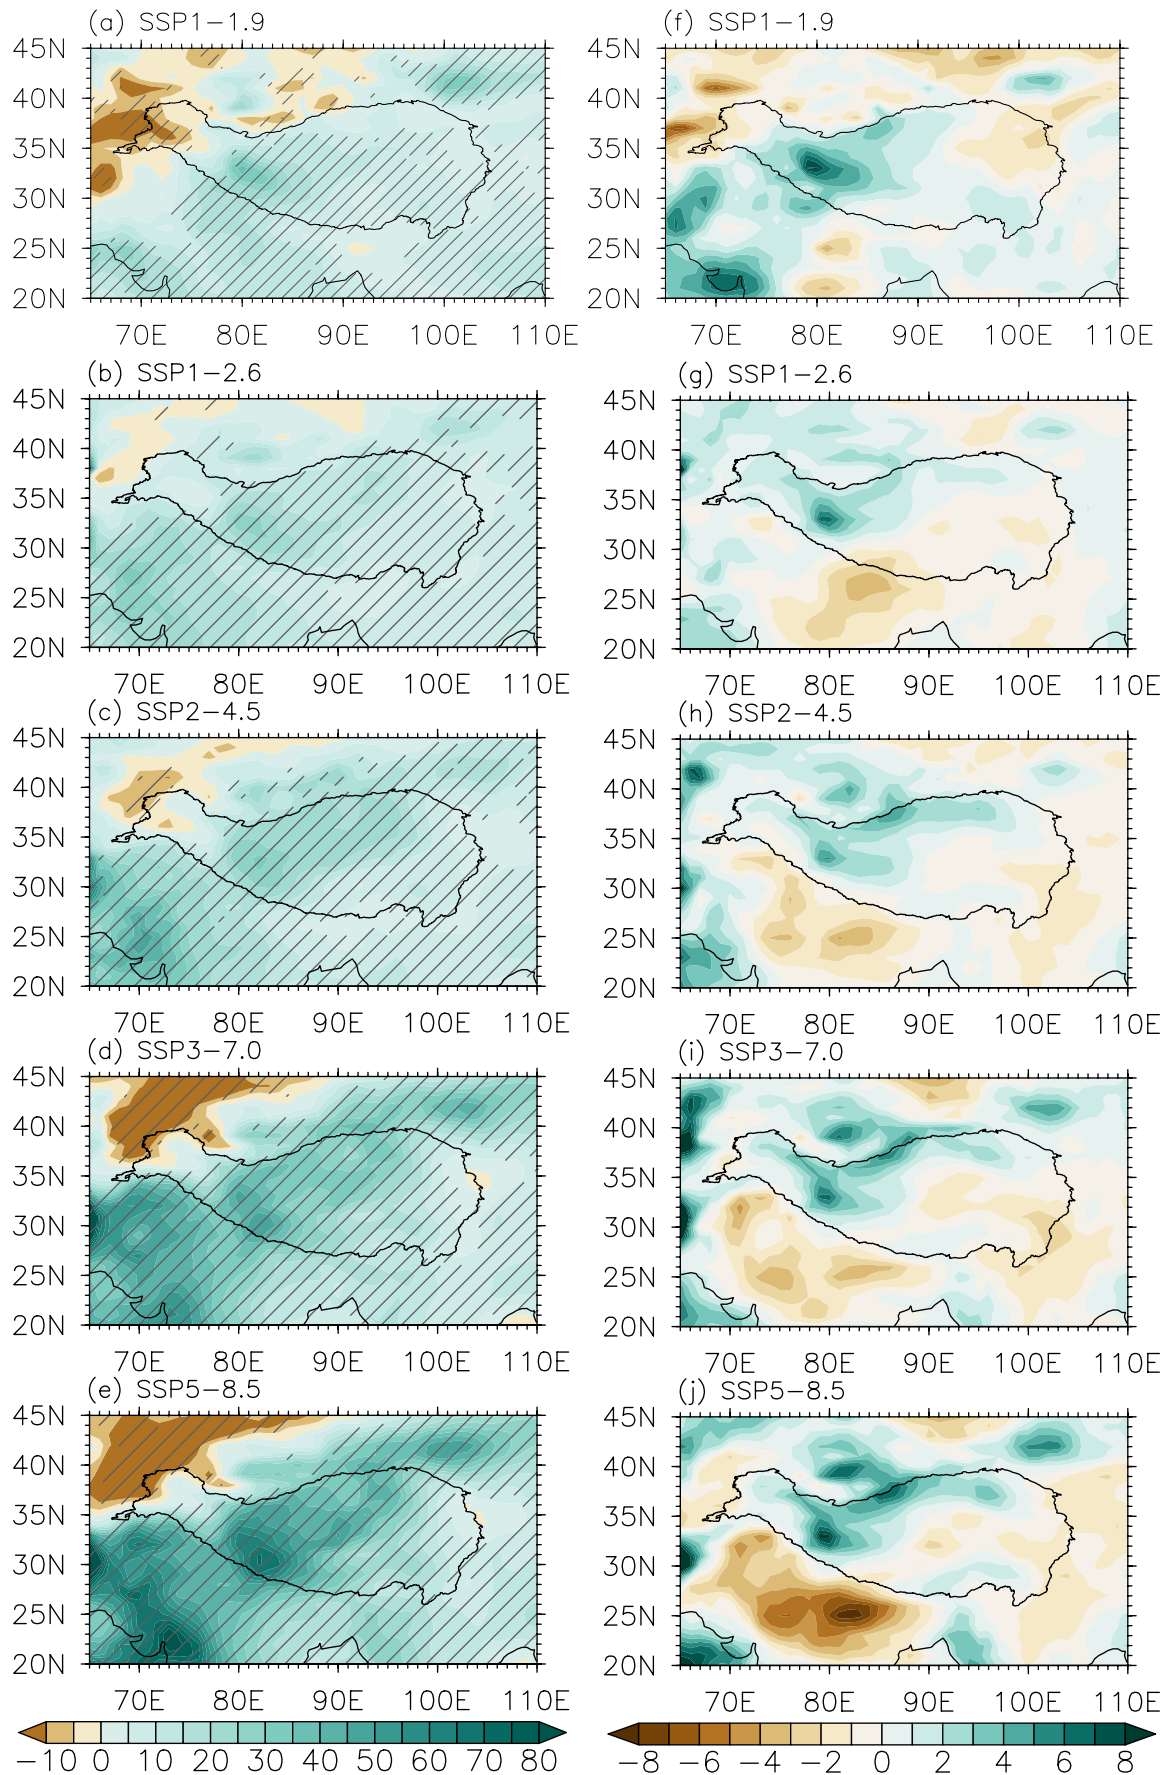 (a) SSP1−1.9
45N
40N
35N
30N
25N
20N
70E 80E 90E 100E 110E
(f) SSP1−1.9
45N
40N
35N
30N
25N
20N
70E 80E 90E 100E 110E
(b) SSP1−2.6
45N
40N
35N
30N
25N
20N
70E 80E 90E 100E 110E
(g) SSP1−2.6
45N
40N
35N
30N
25N
20N
70E 80E 90E 100E 110E
(c) SSP2−4.5
45N
40N
35N
30N
25N
20N
70E 80E 90E 100E 110E
(h) SSP2−4.5
45N
40N
35N
30N
25N
20N
70E 80E 90E 100E 110E
(d) SSP3−7.0
45N
40N
35N
30N
25N
20N
70E 80E 90E 100E 110E
(i) SSP3−7.0
45N
40N
35N
30N
25N
20N
70E 80E 90E 100E 110E
(e) SSP5−8.5
45N
40N
35N
30N
25N
20N
70E 80E 90E 100E 110E
(j) SSP5−8.5
45N
40N
35N
30N
25N
20N
70E 80E 90E 100E 110E
−10 0 10 20 30 40 50 60 70 80
−8 −6 −4 −2 0 2 4 6 8